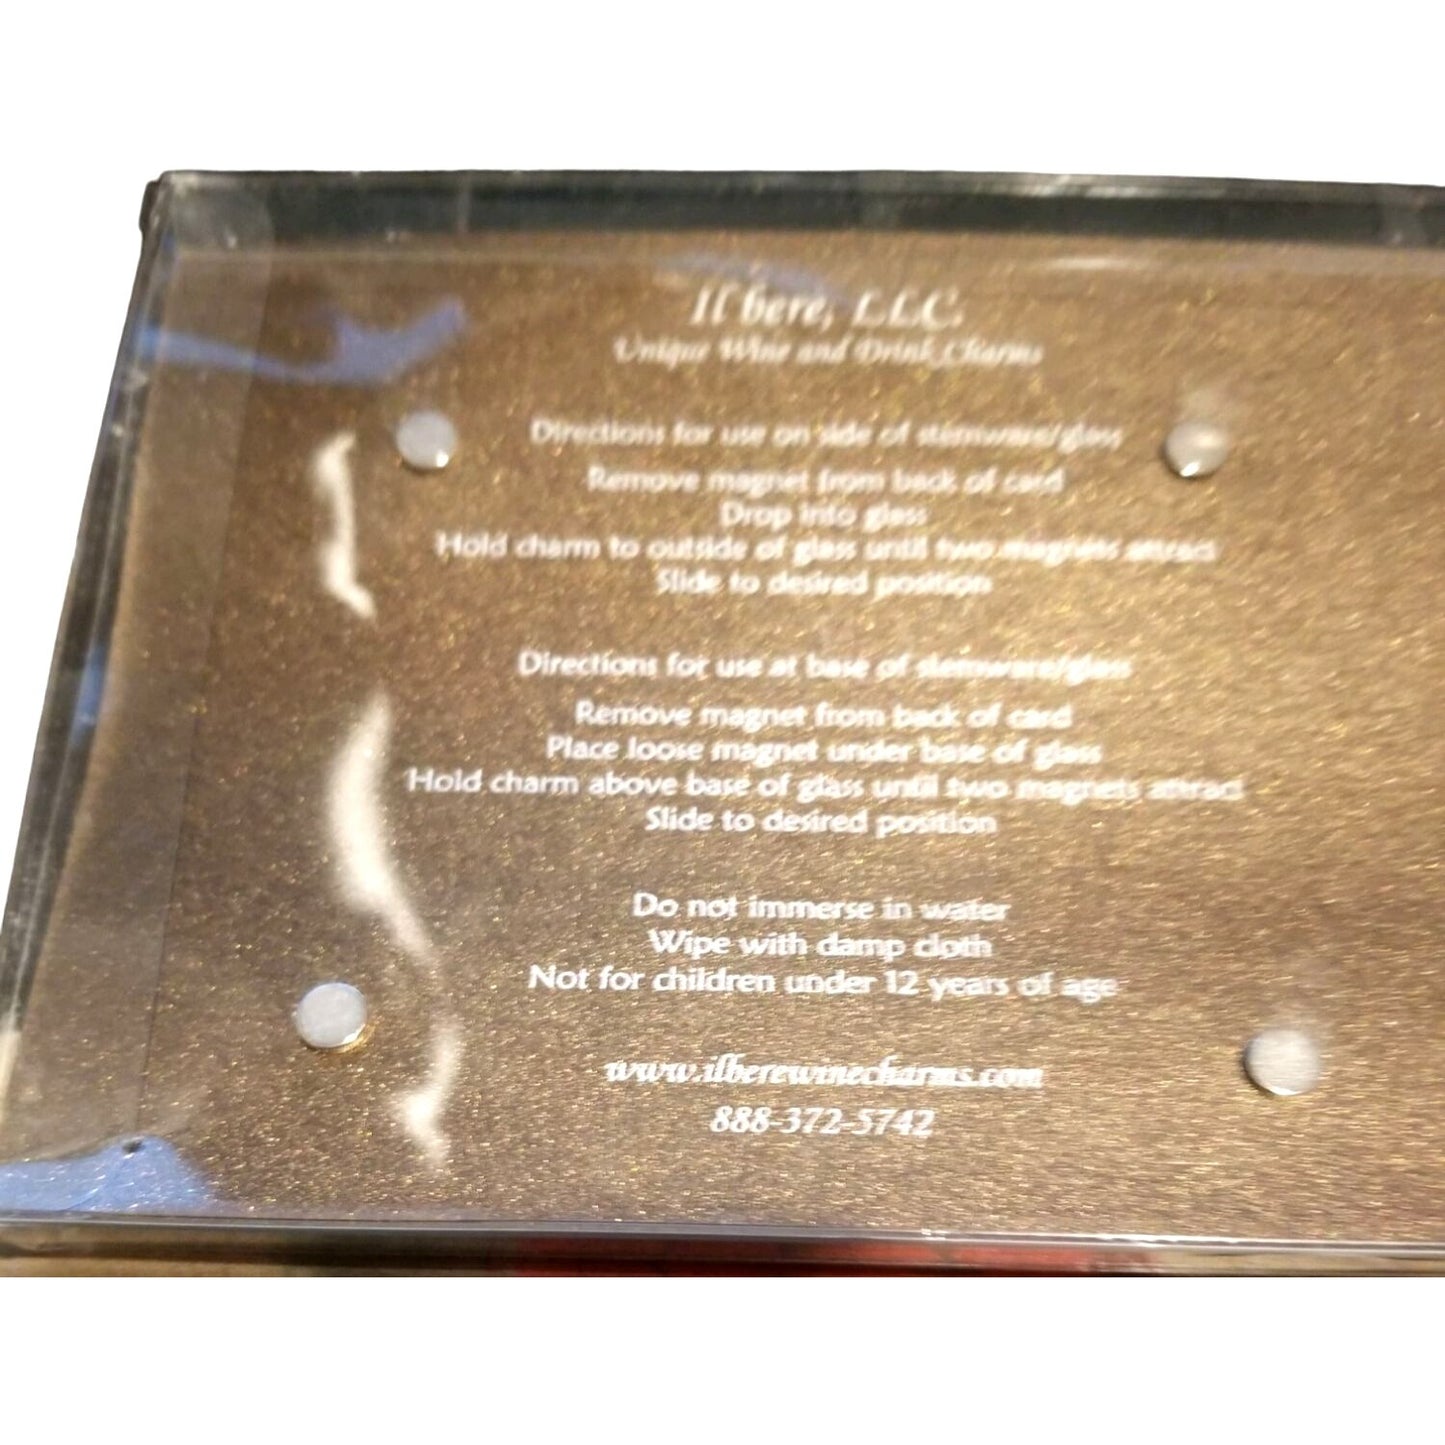 Il bere, LLC.
Unique Wine and Drink Charms
Directions for use on side of stemware/glass
Remove magnet from back of card
Drop into glass
Hold charm to outside of glass until two magnets attract
Slide to desired position
Directions for use at base of stemware/glass
Remove magnet from back of card
Place loose magnet under base of glass
Hold charm above base of glass until two magnets attract
Slide to desired position
Do not immerse in water
Wipe with damp cloth
Not for children under 12 years of age
www.ilberewinecharms.com
888-372-5742